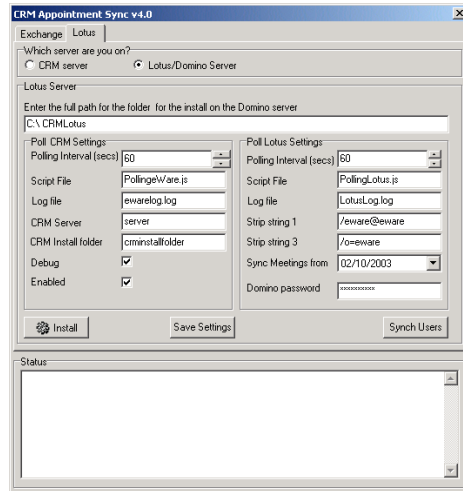 CRM Appointment Sync v4.0
Exchange Lotus
Which server are you on?
CRM server Lotus/Domino Server
Lotus Server
Enter the full path for the folder for the install on the Domino server
C:\ CRMLotus
Poll CRM Settings
Polling Interval (secs) 60
Script File PollingeWare.js
Log file ewarelog.log
CRM Server server
CRM Install folder crminstallfolder
Debug
Enabled
Poll Lotus Settings
Polling Interval (secs) 60
Script File PollingLotus.js
Log file LotusLog.log
Strip string 1 /eware@eware
Strip string 3 /o=eware
Sync Meetings from 02/10/2003
Domino password xxxxxxxxxx
Install Save Settings Synch Users
Status